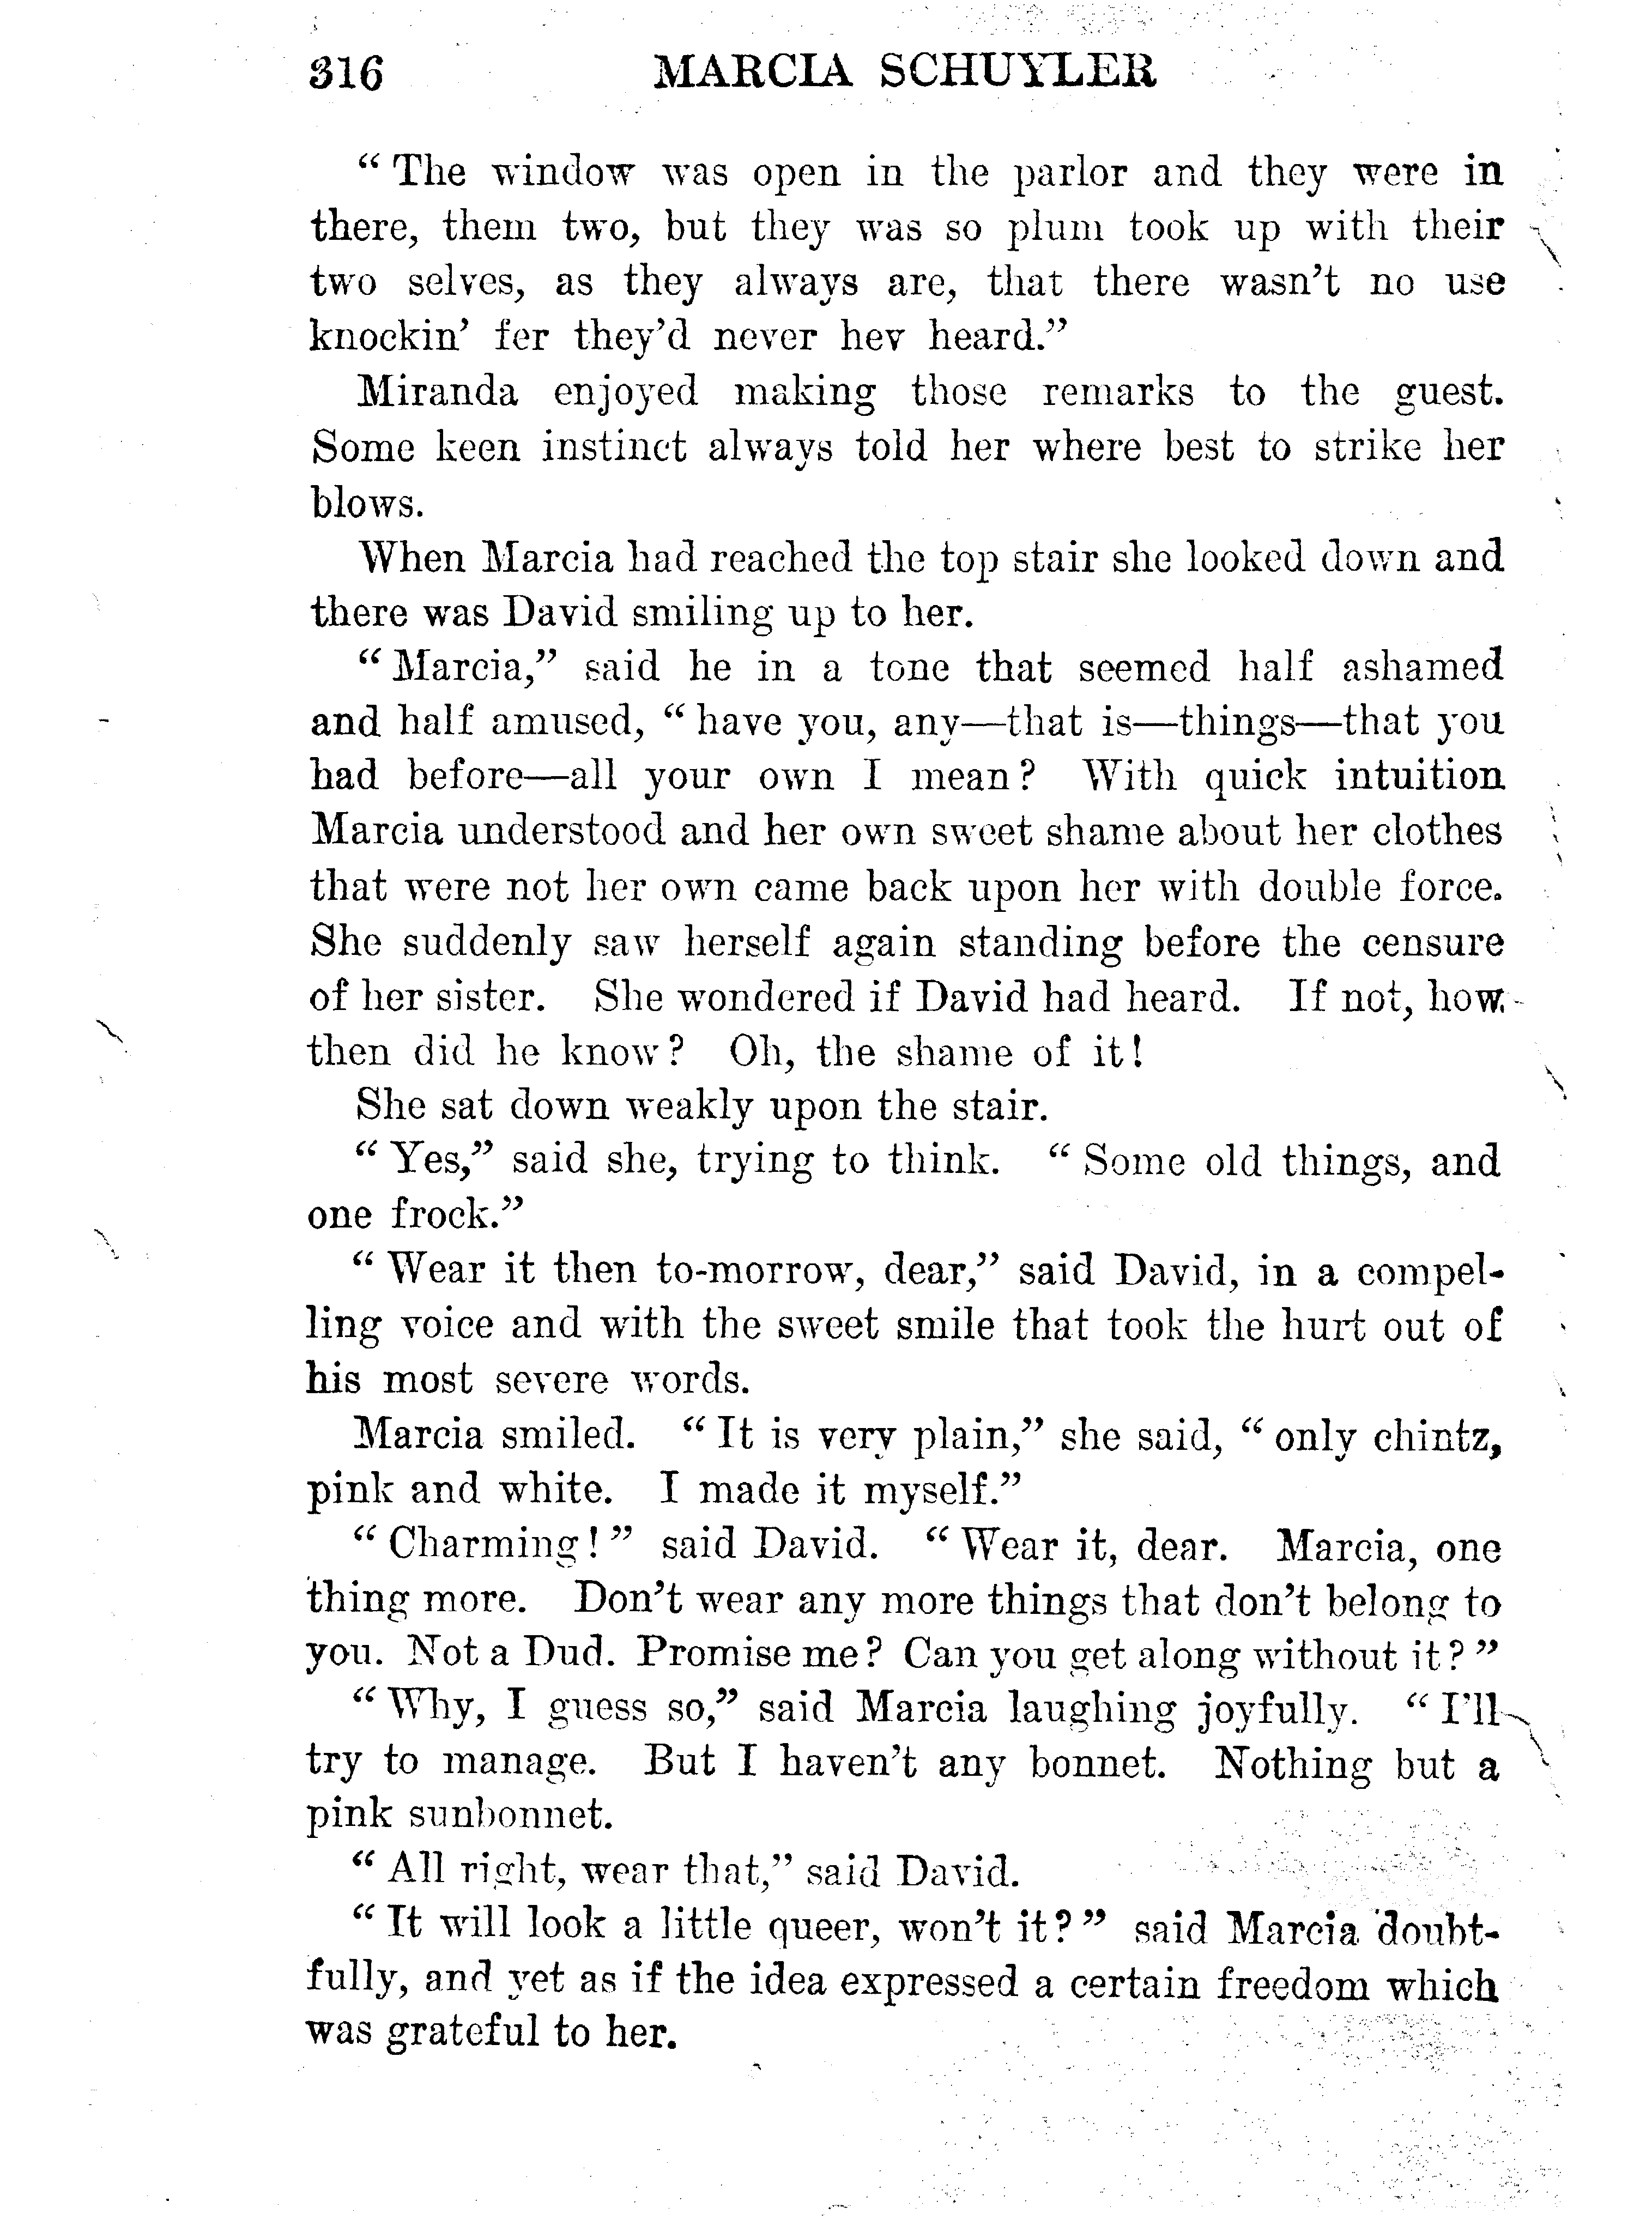 316 MARCIA SCHUYLER
“ The window was open in the parlor and they were in
there, them two, but they was so plum took up with their
two selves, as they always are, that there wasn’t no use
knockin’ fer they’d never hev heard.”
Miranda enjoyed making those remarks to the guest.
Some keen instinct always told her where best to strike her
blows.
When Marcia had reached the top stair she looked down and
there was David smiling up to her.
“ Marcia,” said he in a tone that seemed half ashamed
and half amused, “ have you, any—that is—things—that you
had before—all your own I mean? With quick intuition
Marcia understood and her own sweet shame about her clothes
that were not her own came back upon her with double force.
She suddenly saw herself again standing before the censure
of her sister. She wondered if David had heard. If not, how
then did he know? Oh, the shame of it!
She sat down weakly upon the stair.
“ Yes,” said she, trying to think. “ Some old things, and
one frock.”
“ Wear it then to-morrow, dear,” said David, in a compel-
ling voice and with the sweet smile that took the hurt out of
his most severe words.
Marcia smiled. “ It is very plain,” she said, “ only chintz,
pink and white. I made it myself.”
“ Charming! ” said David. “ Wear it, dear. Marcia, one
thing more. Don’t wear any more things that don’t belong to
you. Not a Dud. Promise me? Can you get along without it? ”
“ Why, I guess so,” said Marcia laughing joyfully. “ I’ll
try to manage. But I haven’t any bonnet. Nothing but a
pink sunbonnet.
“ All right, wear that,” said David.
“ It will look a little queer, won’t it? ” said Marcia doubt-
fully, and yet as if the idea expressed a certain freedom which
was grateful to her.